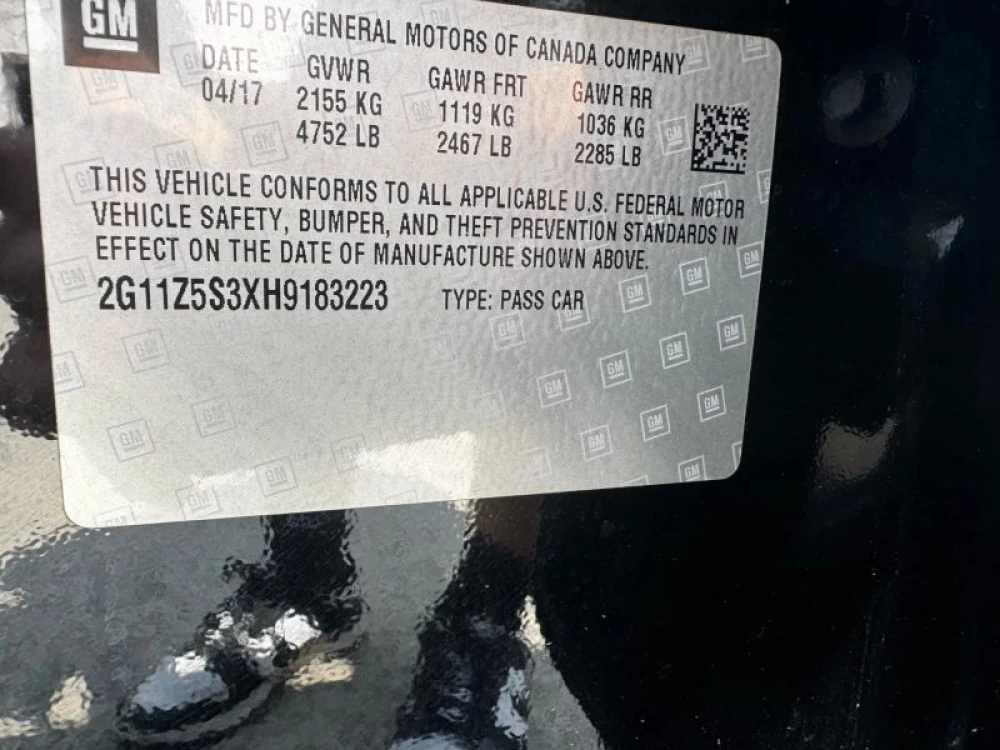 GM
MFD BY GENERAL MOTORS OF CANADA COMPANY
DATE GVWR GAWR FRT GAWR RR
04/17 2155 KG 1119 KG 1036 KG
4752 LB 2467 LB 2285 LB
THIS VEHICLE CONFORMS TO ALL APPLICABLE U.S. FEDERAL MOTOR
VEHICLE SAFETY, BUMPER, AND THEFT PREVENTION STANDARDS IN
EFFECT ON THE DATE OF MANUFACTURE SHOWN ABOVE.
2G11Z5S3XH9183223 TYPE: PASS CAR